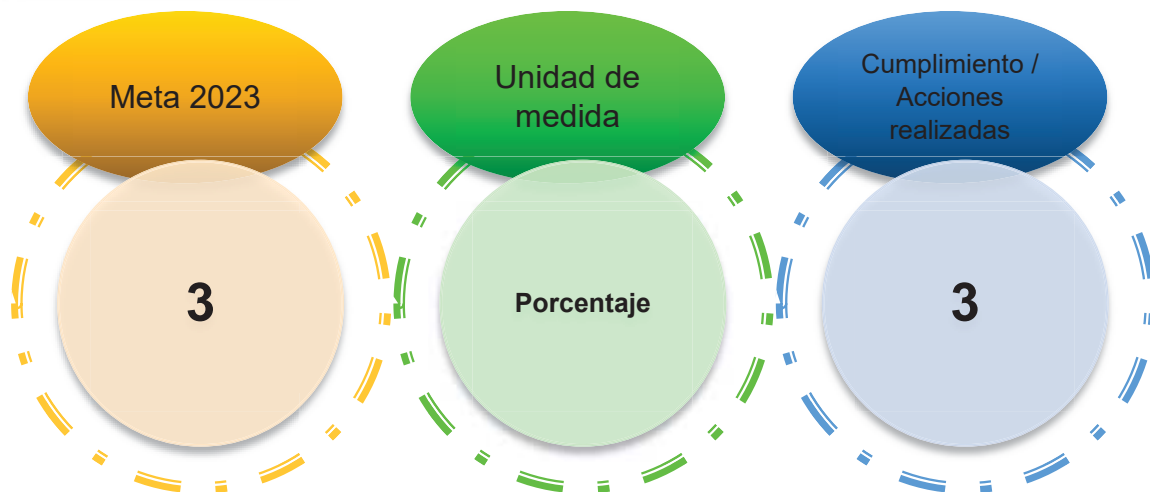 Meta 2023
Unidad de
medida
Cumplimiento /
Acciones
realizadas
3
Porcentaje
3